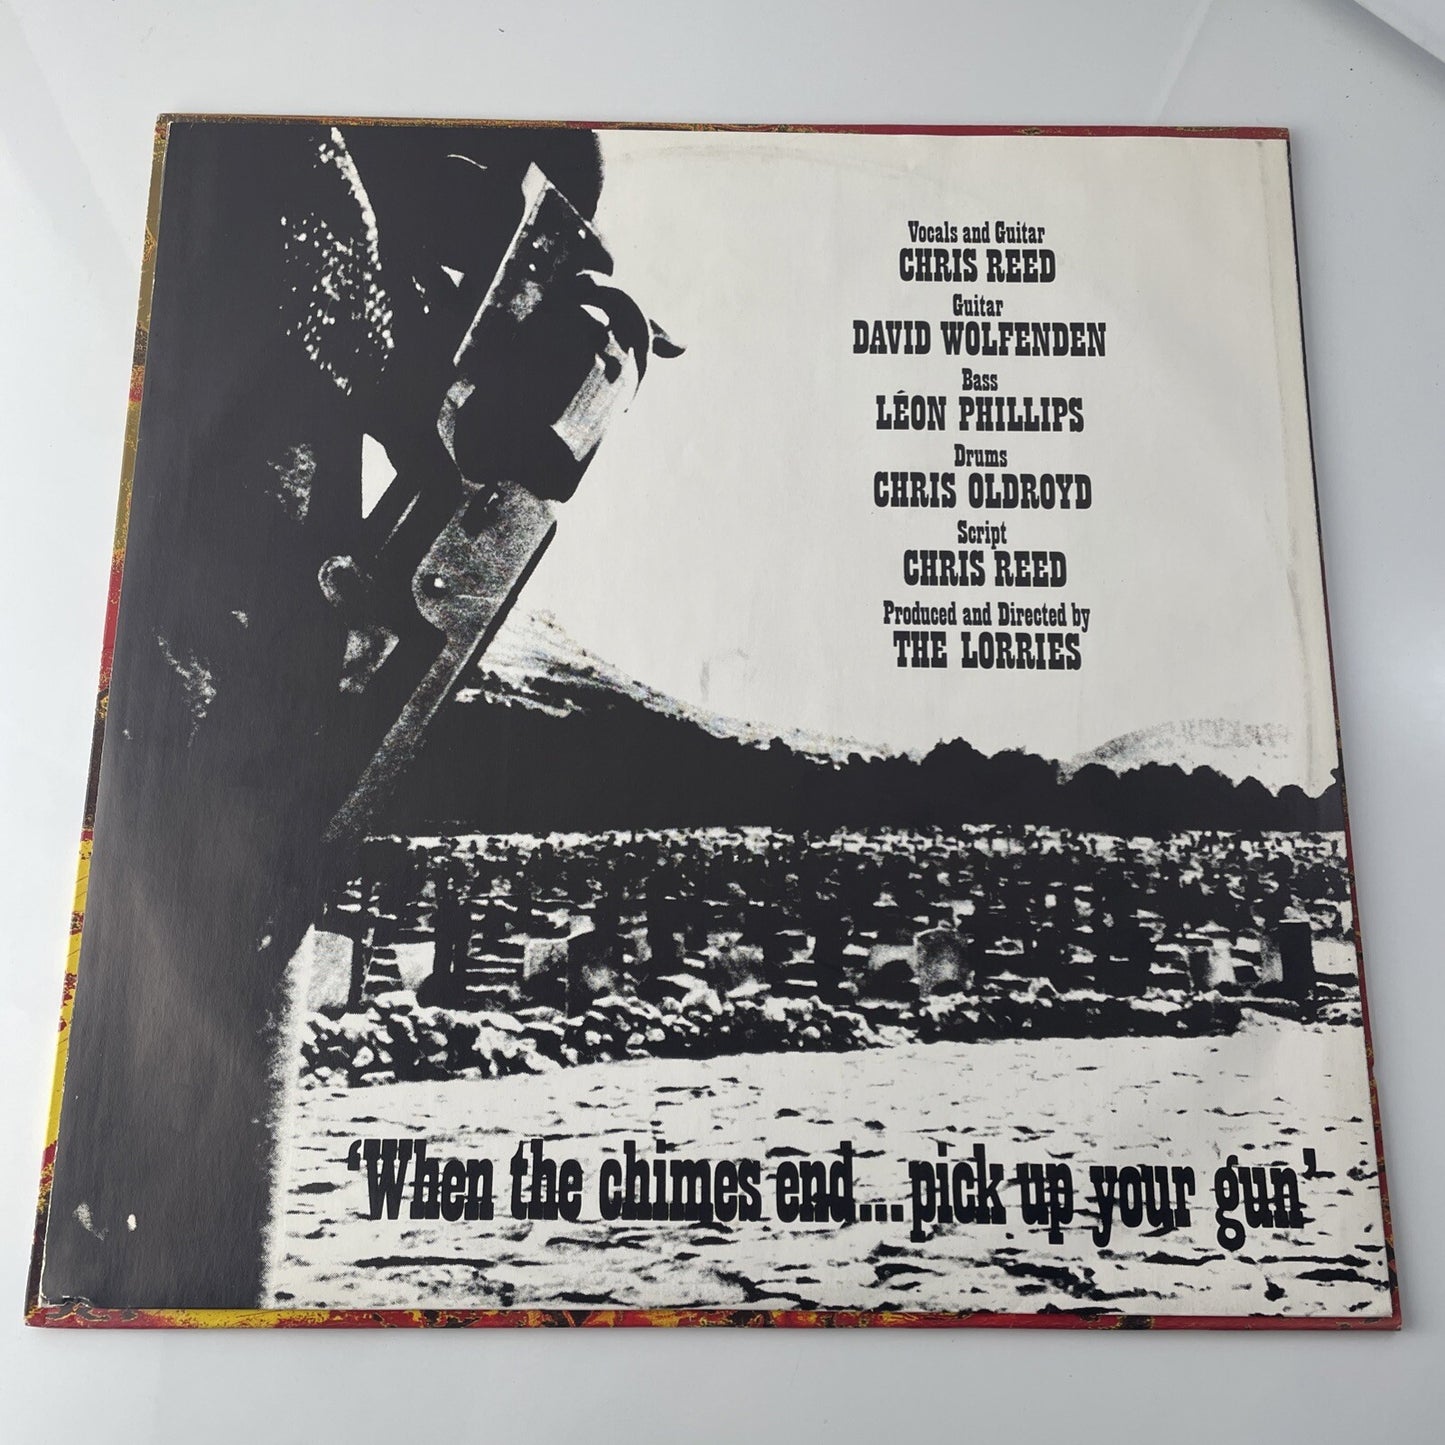 Vocals and Guitar
CHRIS REED
Guitar
DAVID WOLFENDEN
Bass
LÉON PHILLIPS
Drums
CHRIS OLDROYD
Script
CHRIS REED
Produced and Directed by
THE LORRIES
‘When the chimes end...pick up your gun’